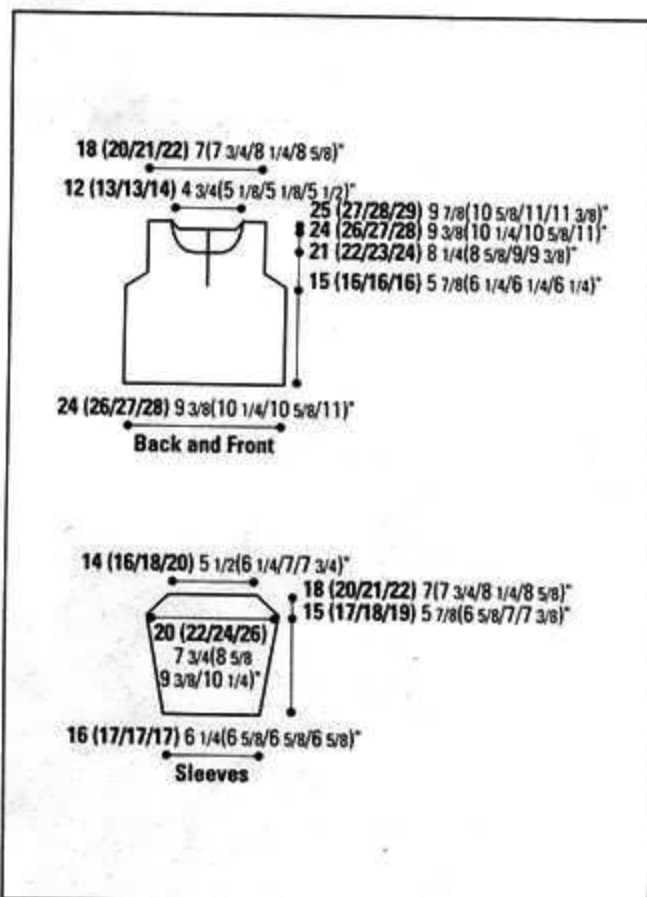 18 (20/21/22) 7(7 3/4/8 1/4/8 5/8)"
12 (13/13/14) 4 3/4(5 1/8/5 1/8/5 1/2)"
25 (27/28/29) 9 7/8(10 5/8/11/11 3/8)"
24 (26/27/28) 9 3/8(10 1/4/10 5/8/11)"
21 (22/23/24) 8 1/4(8 5/8/9/9 3/8)"
15 (16/16/16) 5 7/8(6 1/4/6 1/4/6 1/4)"
24 (26/27/28) 9 3/8(10 1/4/10 5/8/11)"
Back and Front
14 (16/18/20) 5 1/2(6 1/4/7/7 3/4)"
18 (20/21/22) 7(7 3/4/8 1/4/8 5/8)"
15 (17/18/19) 5 7/8(6 5/8/7/7 3/8)"
20 (22/24/26)
7 3/4(8 5/8
9 3/8/10 1/4)"
16 (17/17/17) 6 1/4(6 5/8/6 5/8/6 5/8)"
Sleeves